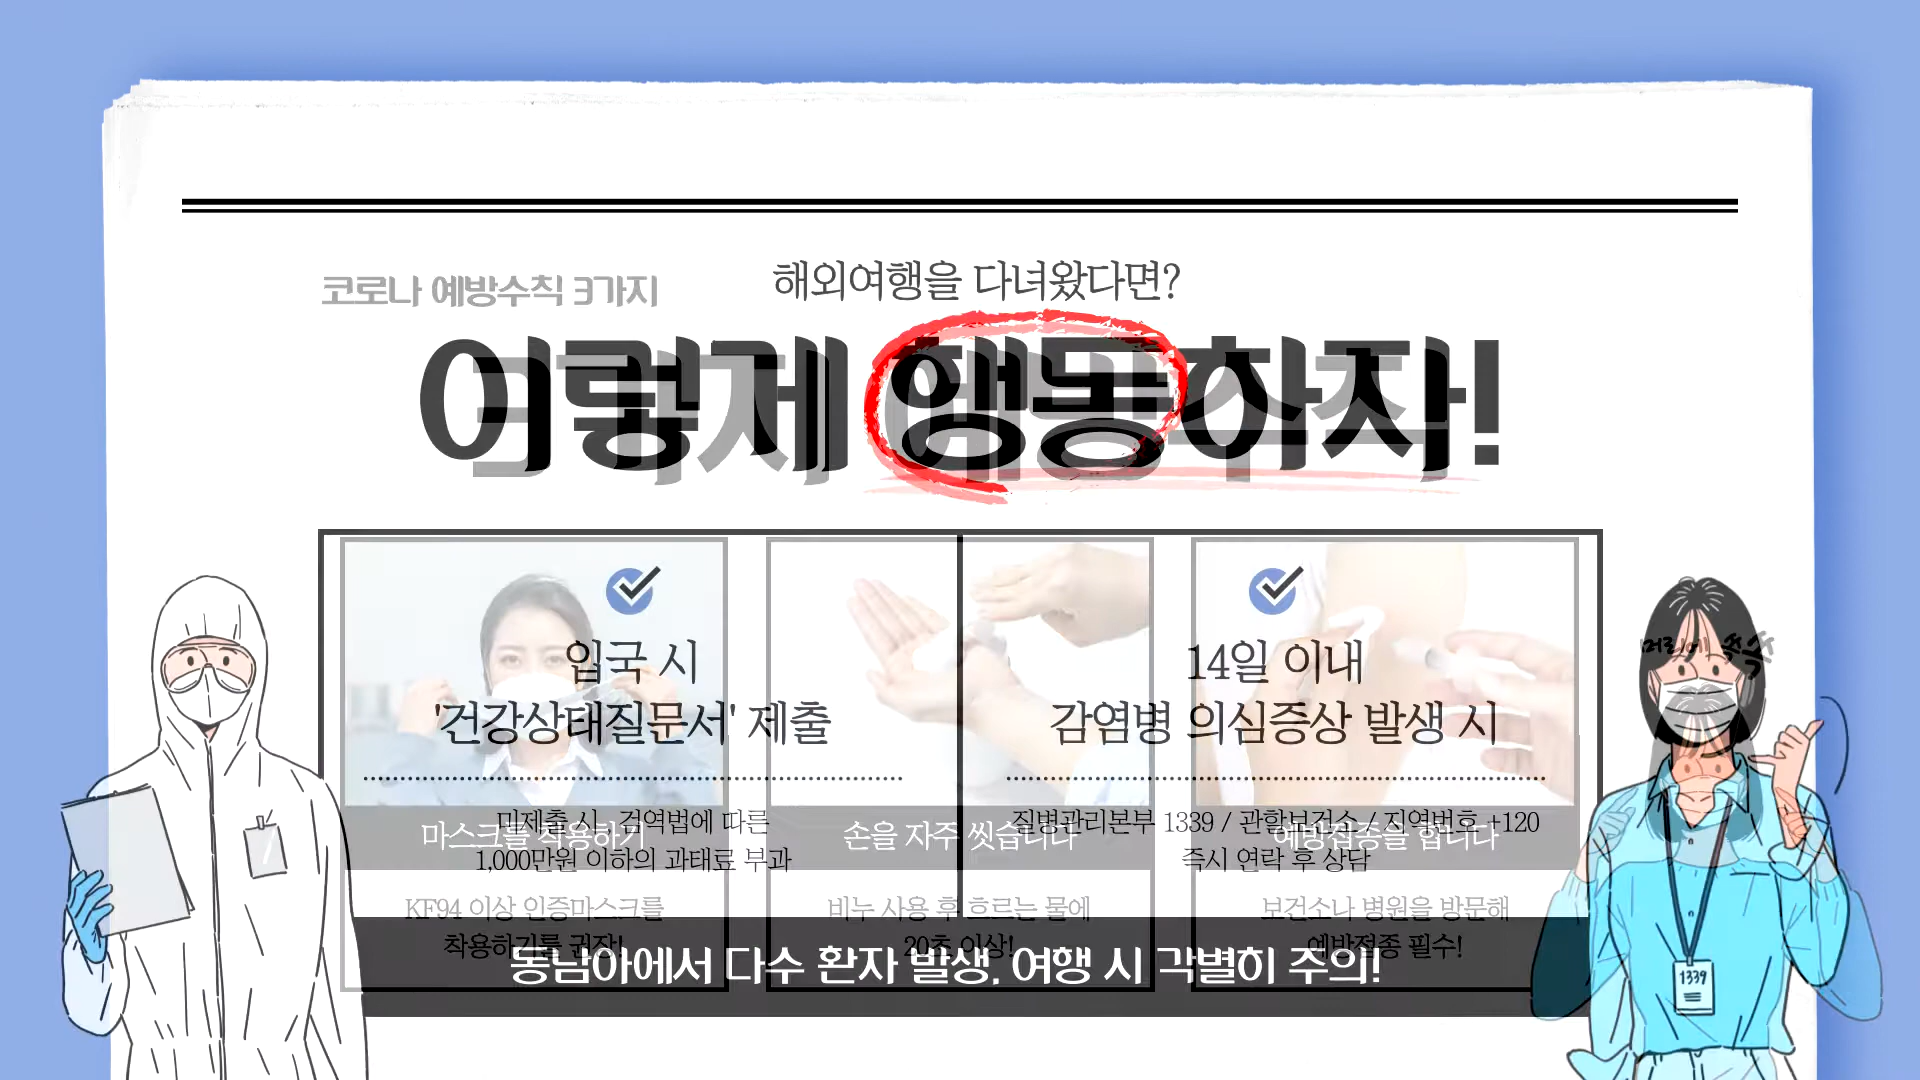 코로나 예방수칙 3가지
해외여행을 다녀왔다면?
이렇게 행동하자!
입국 시
'건강상태질문서' 제출
미제출 시, 검역법에 따른
1,000만원 이하의 과태료 부과
14일 이내
감염병 의심증상 발생 시
질병관리본부 1339 / 관할보건소 / 지역번호 +120
즉시 연락 후 상담
마스크를 착용하기
손을 자주 씻습니다
예방접종을 합니다
KF94 이상 인증마스크를
착용하기를 권장!
비누 사용 후 흐르는 물에
20초 이상!
보건소나 병원을 방문해
예방접종 필수!
동남아에서 다수 환자 발생, 여행 시 각별히 주의!
머리에 쏙쏙
1339